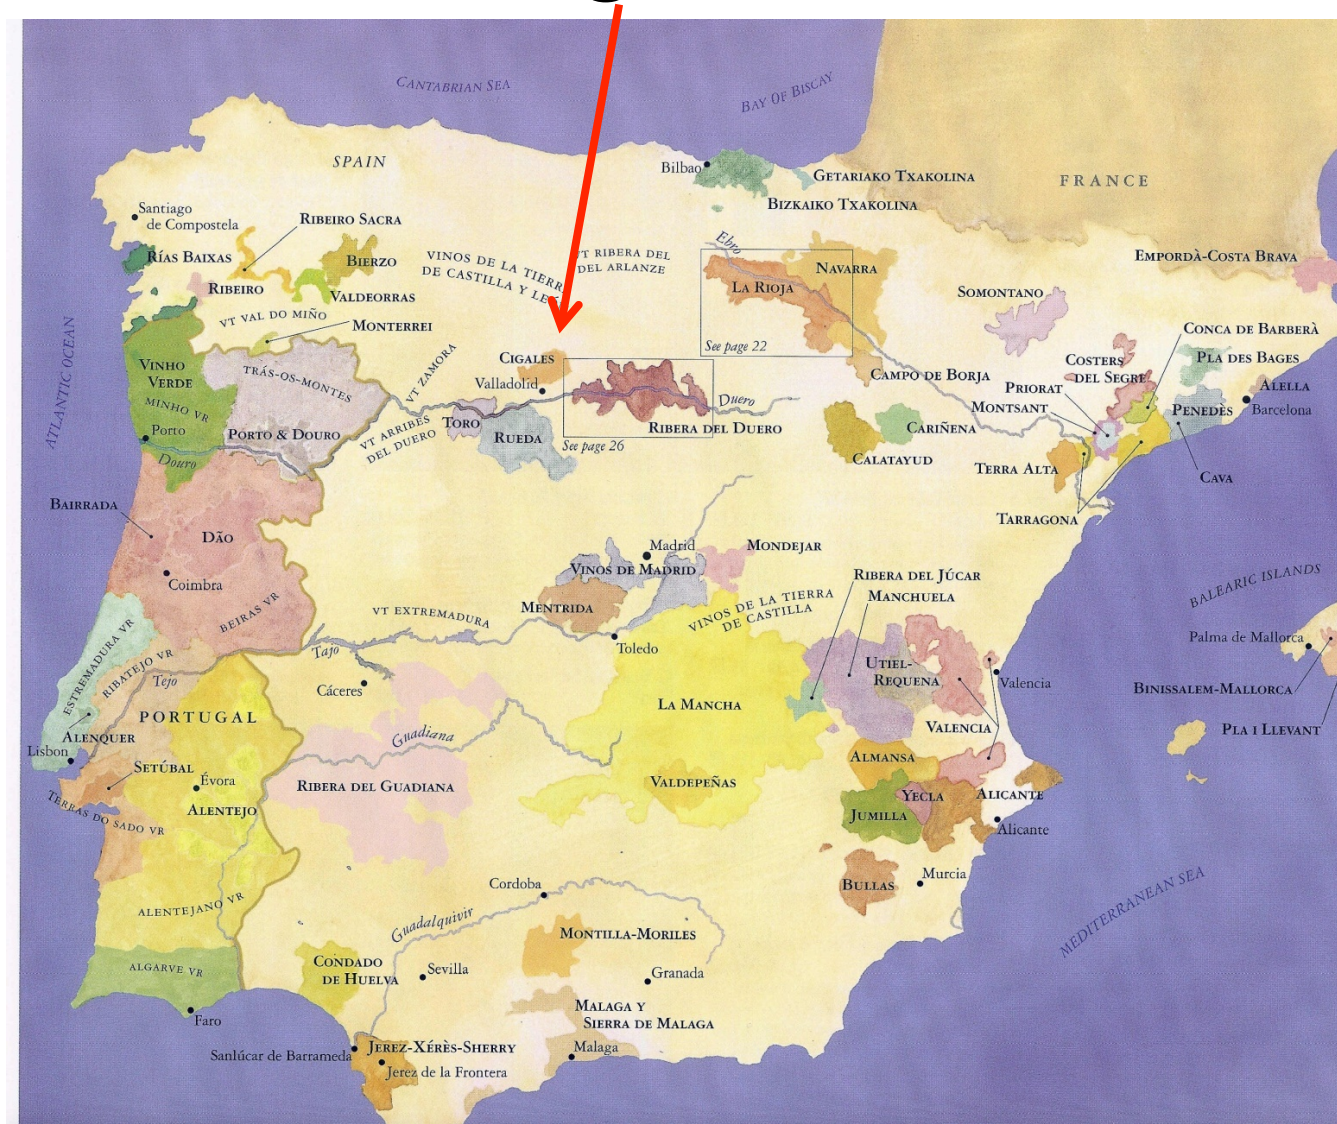 CANTABRIAN SEA
BAY OF BISCAY
SPAIN
FRANCE
Bilbao
GETARIAKO TXAKOLINA
BIZKAIKO TXAKOLINA
Santiago
de Compostela
RIBEIRO SACRA
RÍAS BAIXAS
BIERZO
RIBEIRO
VALDEORRAS
VINOS DE LA TIERRA
DE CASTILLA Y
VT RIBERA DEL
DEL ARLANZE
Ebro
NAVARRA
LA RIOJA
See page 22
EMPORDÀ-COSTA BRAVA
SOMONTANO
VT VAL DO MIÑO
MONTERREI
CONCA DE BARBERÀ
PLA DES BAGES
COSTERS
DEL SEGRE
PRIORAT
MONTSANT
ALELLA
Barcelona
PENEDÈS
CAVA
ATLANTIC OCEAN
VINHO
VERDE
MINHO VR
TRÁS-OS-MONTES
VT ZAMORA
CIGALES
Valladolid
Duero
CAMPO DE BORJA
Porto
PORTO & DOURO
VT ARRIBES
DEL DUERO
TORO
RUEDA
See page 26
RIBERA DEL DUERO
CARIÑENA
CALATAYUD
TERRA ALTA
TARRAGONA
Douro
BAIRRADA
DÃO
Coimbra
BEIRAS VR
Madrid
VINOS DE MADRID
MONDEJAR
MENTRIDA
VT EXTREMADURA
VINOS DE LA TIERRA
DE CASTILLA
RIBERA DEL JÚCAR
MANCHUELA
BALEARIC ISLANDS
Palma de Mallorca
BINISSALEM-MALLORCA
PLA I LLEVANT
Toledo
Tajo
ESTREMADURA VR
RIBATEJO VR
Tejo
Cáceres
UTIEL-
REQUENA
Valencia
VALENCIA
LA MANCHA
PORTUGAL
ALENQUER
Lisbon
Guadiana
SETÚBAL
Évora
ALENTEJO
TERRAS DO SADO VR
RIBERA DEL GUADIANA
VALDEPEÑAS
ALMANSA
YECLA
ALICANTE
JUMILLA
Alicante
BULLAS
Murcia
MEDITERRANEAN SEA
Cordoba
Guadalquivir
ALENTEJANO VR
MONTILLA-MORILES
ALGARVE VR
CONDADO
DE HUELVA
Sevilla
Granada
Faro
MALAGA Y
SIERRA DE MALAGA
Malaga
Sanlúcar de Barrameda
JEREZ-XÉRÈS-SHERRY
Jerez de la Frontera